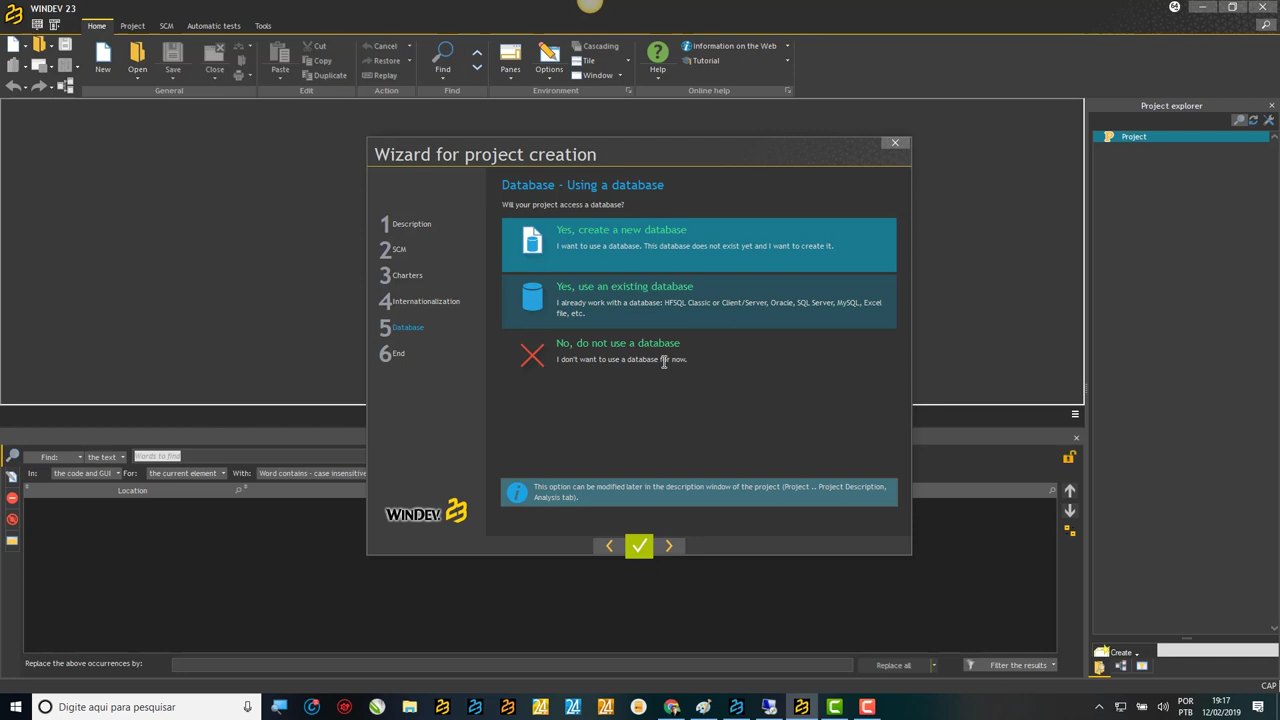 WINDEV 23
64
Home Project SCM Automatic tests Tools
New Open Save Close
Cut
Copy
Duplicate
Paste
Cancel
Restore
Replay
Find
Panes Options
Cascading
Tile
Window
Help
Information on the Web
Tutorial
General Edit Action Find Environment Online help
Project explorer
Project
Wizard for project creation
1 Description
2 SCM
3 Charters
4 Internationalization
5 Database
6 End
WINDEV 23
Database - Using a database
Will your project access a database?
Yes, create a new database
I want to use a database. This database does not exist yet and I want to create it.
Yes, use an existing database
I already work with a database: HFSQL Classic or Client/Server, Oracle, SQL Server, MySQL, Excel
file, etc.
No, do not use a database
I don't want to use a database for now.
This option can be modified later in the description window of the project (Project .. Project Description,
Analysis tab).
Find: the text Words to find
In: the code and GUI For: the current element With: Word contains - case insensitive
Location
Replace the above occurrences by: Replace all Filter the results
Create
CAP
Digite aqui para pesquisar
23 23 23 24 24 24 23
POR
PTB
19:17
12/02/2019